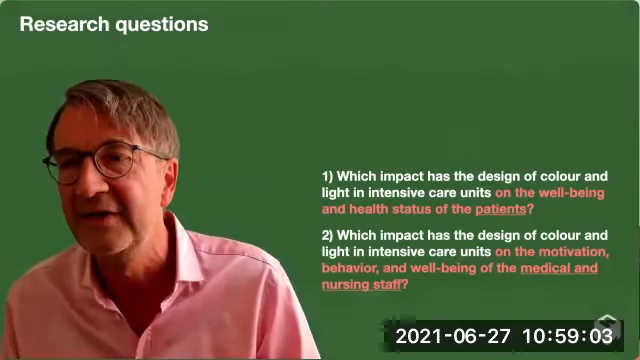 Research questions
1) Which impact has the design of colour and
light in intensive care units on the well-being
and health status of the patients?
2) Which impact has the design of colour and
light in intensive care units on the motivation,
behavior, and well-being of the medical and
nursing staff?
2021-06-27 10:59:03